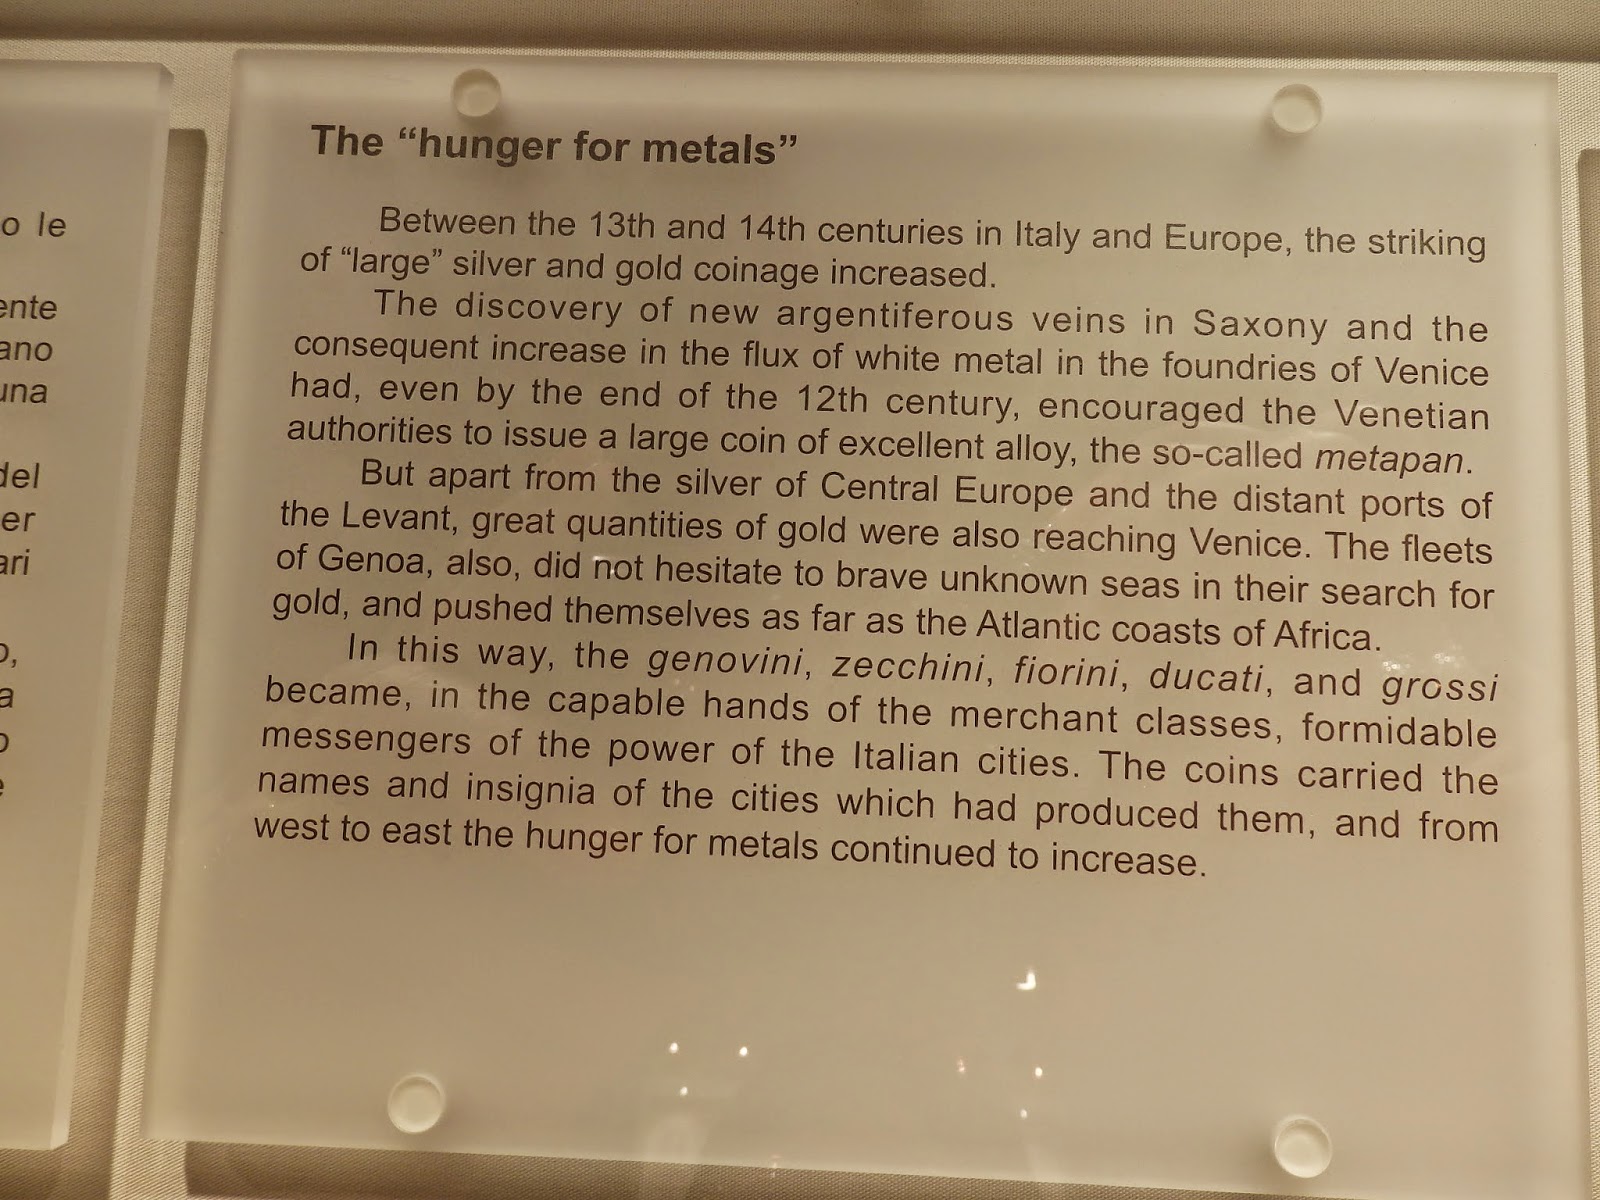 The “hunger for metals”
Between the 13th and 14th centuries in Italy and Europe, the striking
of “large” silver and gold coinage increased.
The discovery of new argentiferous veins in Saxony and the
consequent increase in the flux of white metal in the foundries of Venice
had, even by the end of the 12th century, encouraged the Venetian
authorities to issue a large coin of excellent alloy, the so-called metapan.
But apart from the silver of Central Europe and the distant ports of
the Levant, great quantities of gold were also reaching Venice. The fleets
of Genoa, also, did not hesitate to brave unknown seas in their search for
gold, and pushed themselves as far as the Atlantic coasts of Africa.
In this way, the genovini, zecchini, fiorini, ducati, and grossi
became, in the capable hands of the merchant classes, formidable
messengers of the power of the Italian cities. The coins carried the
names and insignia of the cities which had produced them, and from
west to east the hunger for metals continued to increase.
o le
ente
ano
una
del
er
ari
o,
a
o
e